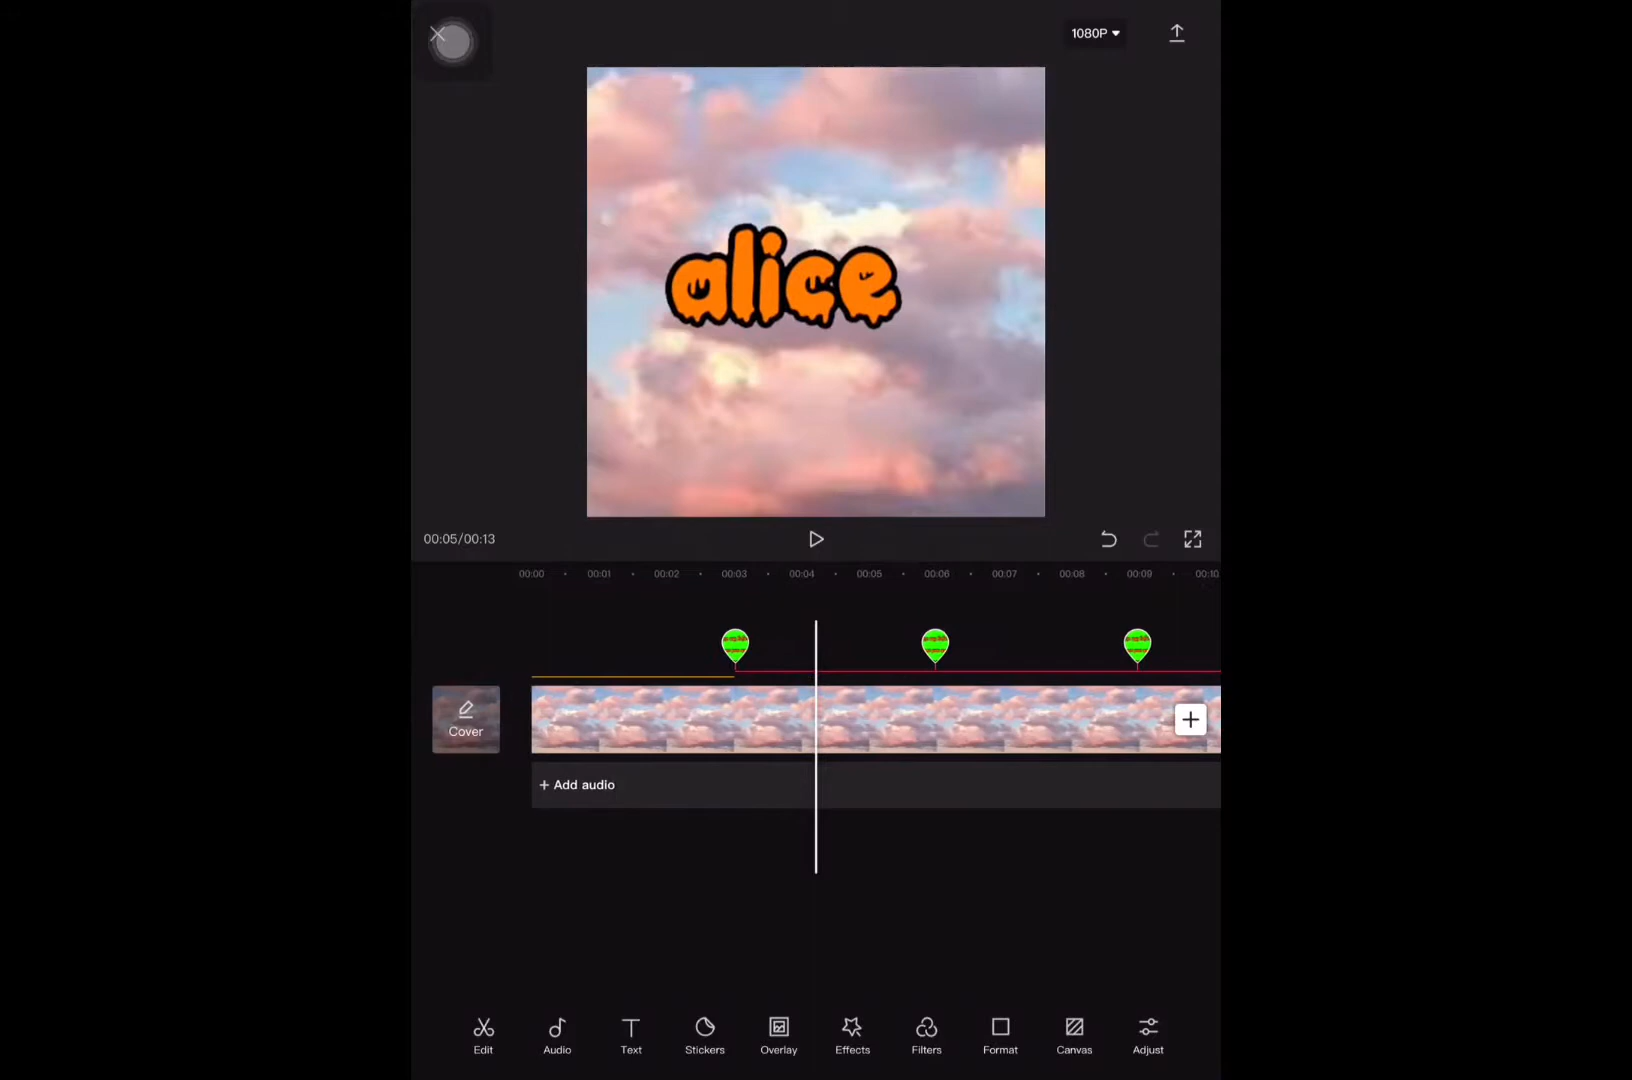 1080P
alice
00:05/00:13
00:00 00:01 00:02 00:03 00:04 00:05 00:06 00:07 00:08 00:09 00:10
Cover
+ Add audio
Edit Audio Text Stickers Overlay Effects Filters Format Canvas Adjust